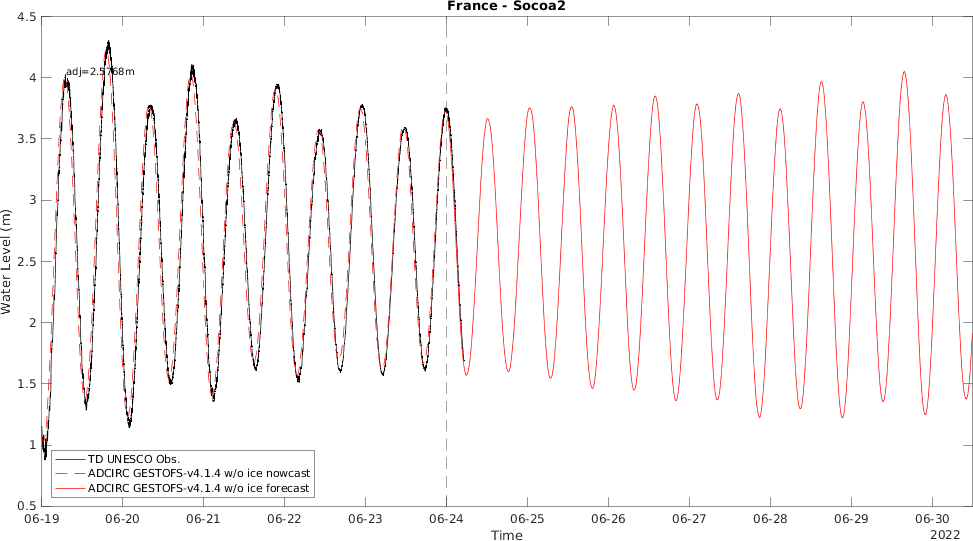 France - Socoa2
4.5
4
3.5
3
2.5
2
1.5
1
0.5
Water Level (m)
adj=2.5768m
TD UNESCO Obs.
ADCIRC GESTOFS-v4.1.4 w/o ice nowcast
ADCIRC GESTOFS-v4.1.4 w/o ice forecast
06-19 06-20 06-21 06-22 06-23 06-24 06-25 06-26 06-27 06-28 06-29 06-30
2022
Time